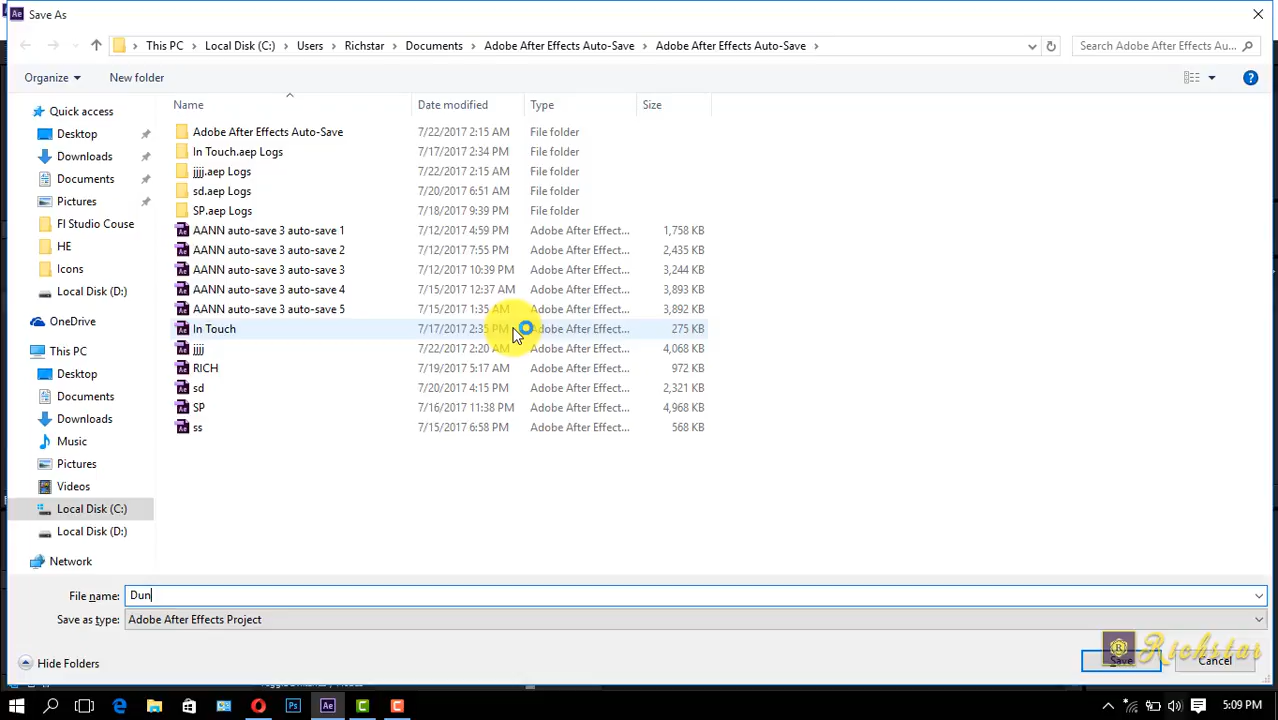 Save As
This PC Local Disk (C:) Users Richstar Documents Adobe After Effects Auto-Save Adobe After Effects Auto-Save Search Adobe After Effects Au...
Organize New folder
Name Date modified Type Size
Quick access
Desktop
Downloads
Documents
Pictures
FI Studio Couse
HE
Icons
Local Disk (D:)
OneDrive
This PC
Desktop
Documents
Downloads
Music
Pictures
Videos
Local Disk (C:)
Local Disk (D:)
Network
Adobe After Effects Auto-Save 7/22/2017 2:15 AM File folder
In Touch.aep Logs 7/17/2017 2:34 PM File folder
jjjj.aep Logs 7/22/2017 2:15 AM File folder
sd.aep Logs 7/20/2017 6:51 AM File folder
SP.aep Logs 7/18/2017 9:39 PM File folder
AANN auto-save 3 auto-save 1 7/12/2017 4:59 PM Adobe After Effect... 1,758 KB
AANN auto-save 3 auto-save 2 7/12/2017 7:55 PM Adobe After Effect... 2,435 KB
AANN auto-save 3 auto-save 3 7/12/2017 10:39 PM Adobe After Effect... 3,244 KB
AANN auto-save 3 auto-save 4 7/15/2017 12:37 AM Adobe After Effect... 3,893 KB
AANN auto-save 3 auto-save 5 7/15/2017 1:35 AM Adobe After Effect... 3,892 KB
In Touch 7/17/2017 2:35 PM Adobe After Effect... 275 KB
jjjj 7/22/2017 2:20 AM Adobe After Effect... 4,068 KB
RICH 7/19/2017 5:17 AM Adobe After Effect... 972 KB
sd 7/20/2017 4:15 PM Adobe After Effect... 2,321 KB
SP 7/16/2017 11:38 PM Adobe After Effect... 4,968 KB
ss 7/15/2017 6:58 PM Adobe After Effect... 568 KB
File name: Dun
Save as type: Adobe After Effects Project
Hide Folders Save Cancel
R Richstar
5:09 PM